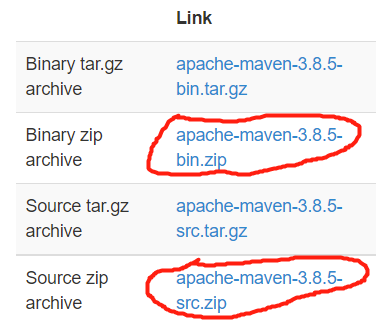 Link
Binary tar.gz apache-maven-3.8.5-
archive bin.tar.gz
Binary zip apache-maven-3.8.5-
archive bin.zip
Source tar.gz apache-maven-3.8.5-
archive src.tar.gz
Source zip apache-maven-3.8.5-
archive src.zip